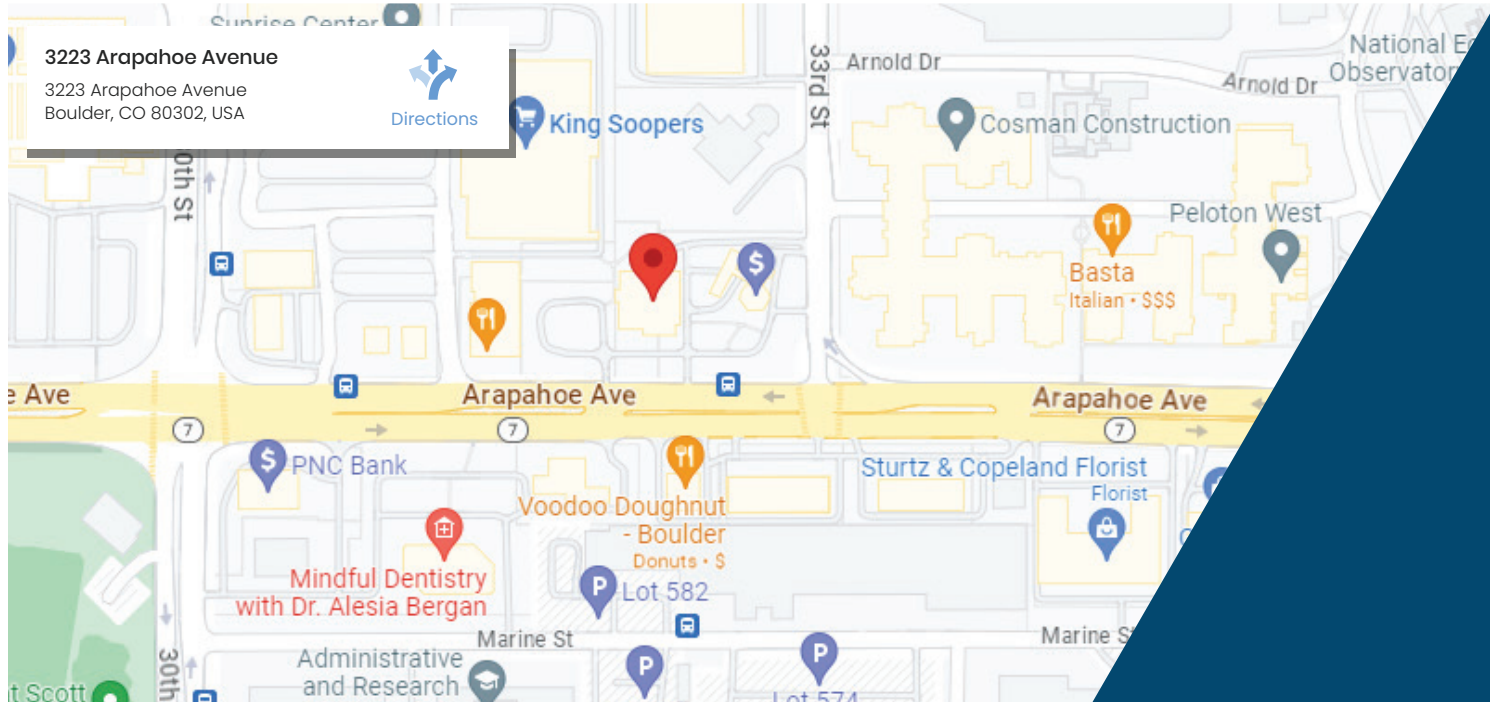 Sunrise Center
3223 Arapahoe Avenue
3223 Arapahoe Avenue
Boulder, CO 80302, USA
Directions
King Soopers
33rd St
Arnold Dr
Arnold Dr
National E
Observator
Cosman Construction
0th St
Peloton West
$
Basta
Italian • $$$
e Ave
Arapahoe Ave
Arapahoe Ave
7
7
7
$
PNC Bank
Sturtz & Copeland Florist
Florist
Voodoo Doughnut
- Boulder
Donuts • $
Mindful Dentistry
with Dr. Alesia Bergan
P
Lot 582
Marine St
Marine S
30th
Administrative
and Research
P
P
Lot 574
t Scott